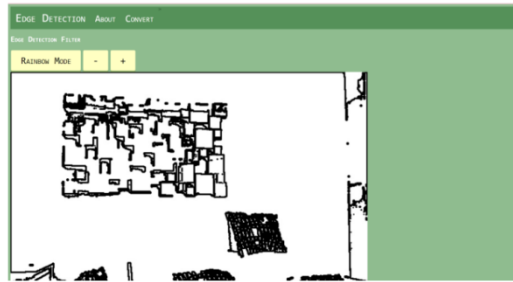 Edge Detection About Convert
Edge Detection Filter
Rainbow Mode - +